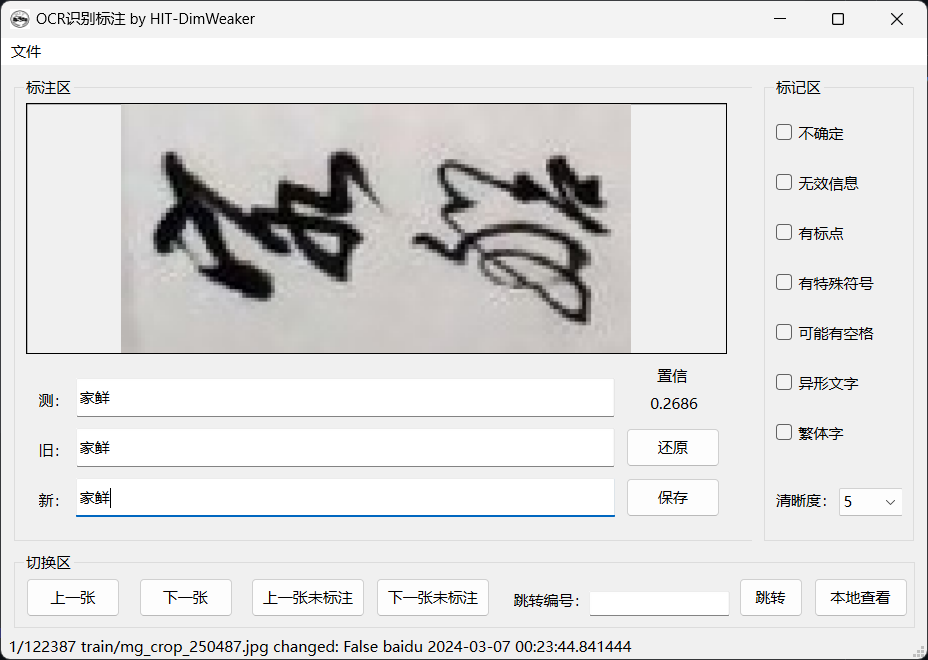 OCR识别标注 by HIT-DimWeaker
文件
标注区
标记区
不确定
无效信息
有标点
有特殊符号
可能有空格
异形文字
繁体字
清晰度： 5
置信
0.2686
测： 家鲜
旧： 家鲜
还原
新： 家鲜
保存
切换区
上一张 下一张 上一张未标注 下一张未标注 跳转编号： 跳转 本地查看
1/122387 train/mg_crop_250487.jpg changed: False baidu 2024-03-07 00:23:44.841444